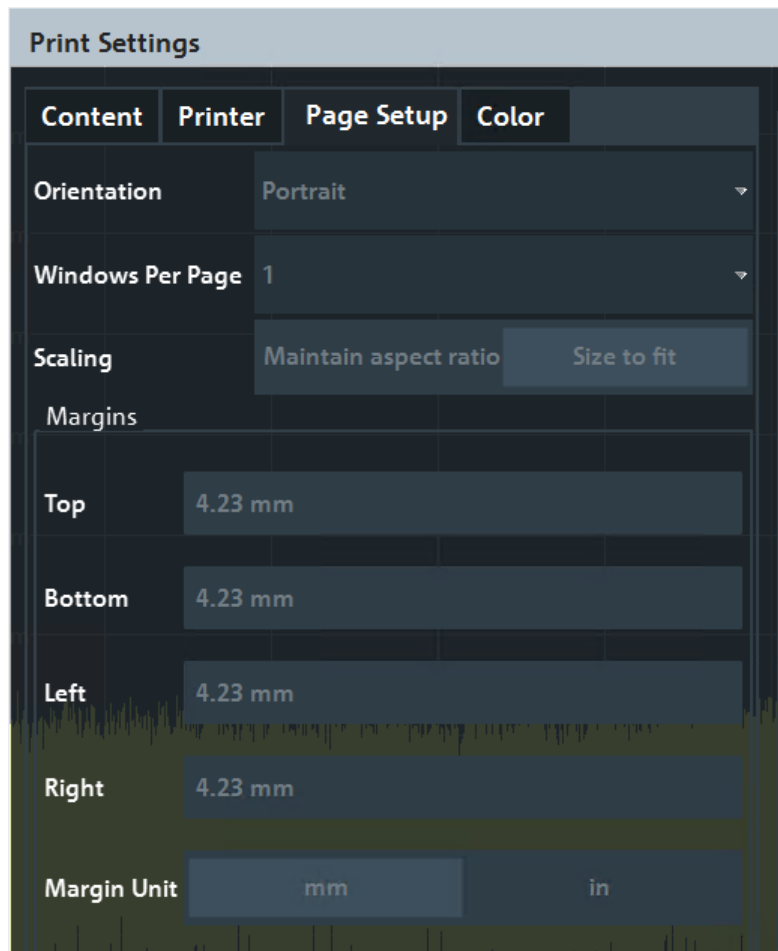 Print Settings
Content Printer Page Setup Color
Orientation Portrait
Windows Per Page 1
Scaling Maintain aspect ratio Size to fit
Margins
Top 4.23 mm
Bottom 4.23 mm
Left 4.23 mm
Right 4.23 mm
Margin Unit mm in